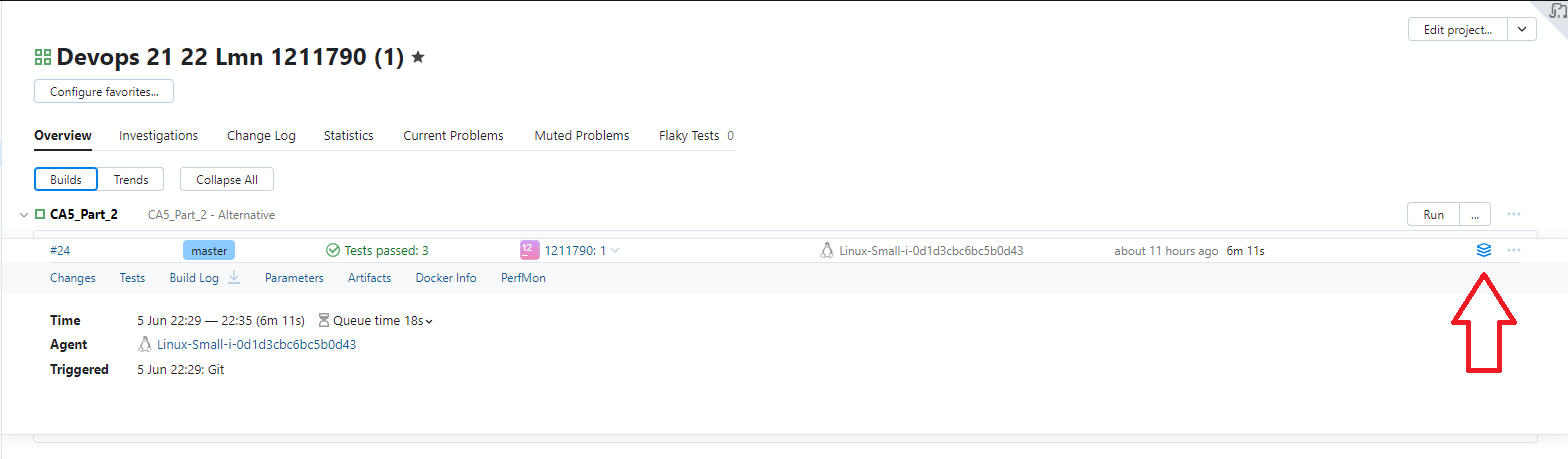 Edit project...
Devops 21 22 Lmn 1211790 (1)
Configure favorites...
Overview Investigations Change Log Statistics Current Problems Muted Problems Flaky Tests 0
Builds Trends Collapse All
CA5_Part_2 CA5_Part_2 - Alternative Run ...
#24 master Tests passed: 3 12 1211790: 1 Linux-Small-i-0d1d3cbc6bc5b0d43 about 11 hours ago 6m 11s
Changes Tests Build Log Parameters Artifacts Docker Info PerfMon
Time 5 Jun 22:29 — 22:35 (6m 11s) Queue time 18s
Agent Linux-Small-i-0d1d3cbc6bc5b0d43
Triggered 5 Jun 22:29: Git